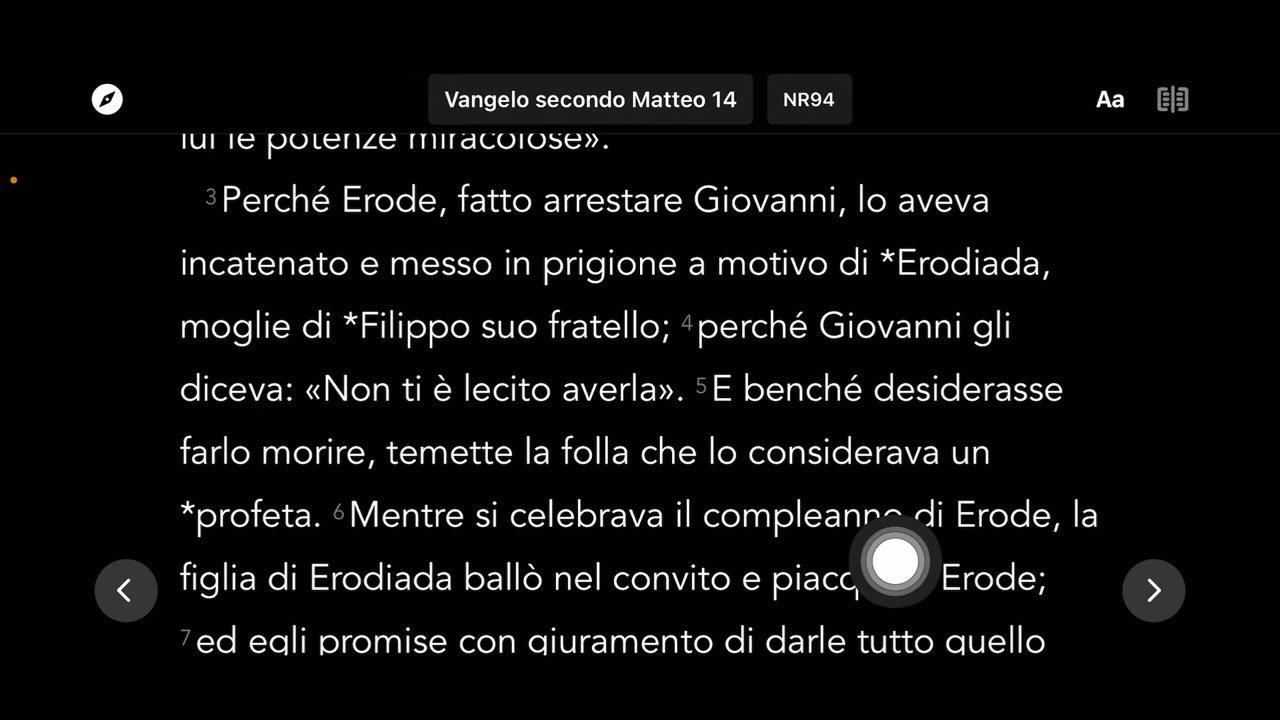 Vangelo secondo Matteo 14
NR94
Aa
lui le potenze miracolose».
3 Perché Erode, fatto arrestare Giovanni, lo aveva
incatenato e messo in prigione a motivo di *Erodiada,
moglie di *Filippo suo fratello; 4 perché Giovanni gli
diceva: «Non ti è lecito averla». 5 E benché desiderasse
farlo morire, temette la folla che lo considerava un
*profeta. 6 Mentre si celebrava il compleanno di Erode, la
figlia di Erodiada ballò nel convito e Erode;
7 ed egli promise con giuramento di darle tutto quello